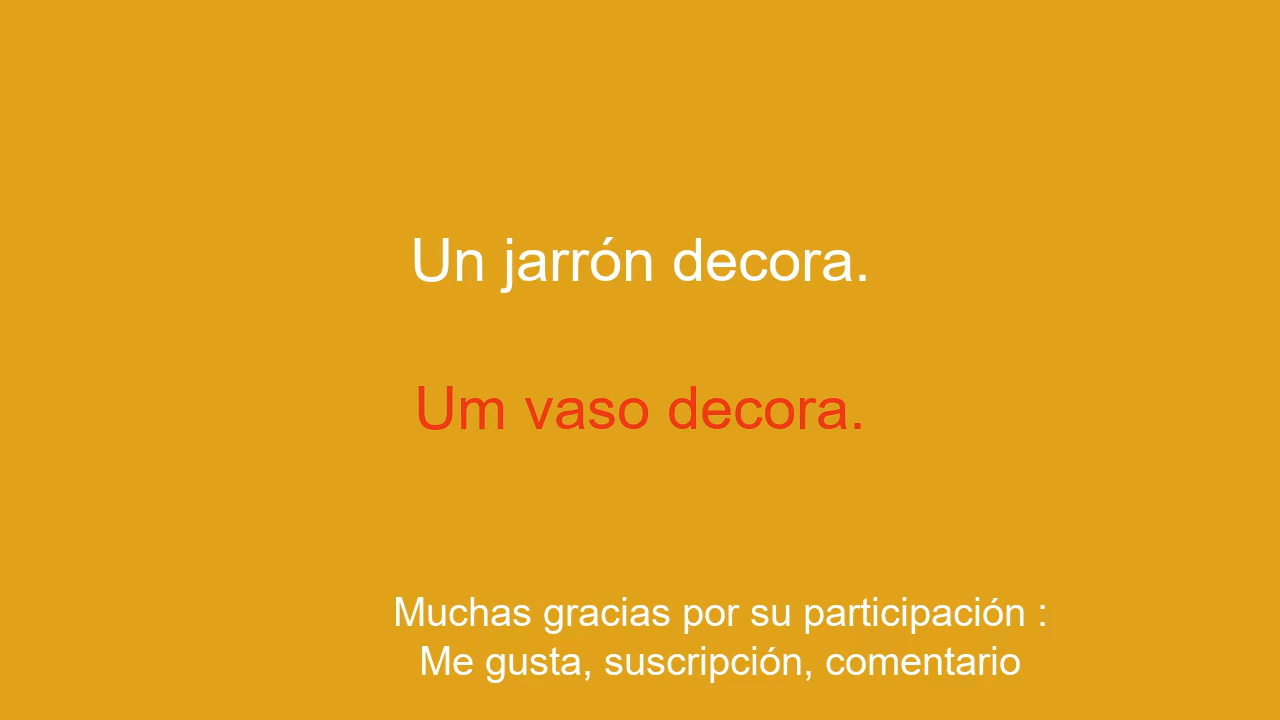 Un jarrón decora.
Um vaso decora.
Muchas gracias por su participación :
Me gusta, suscripción, comentario